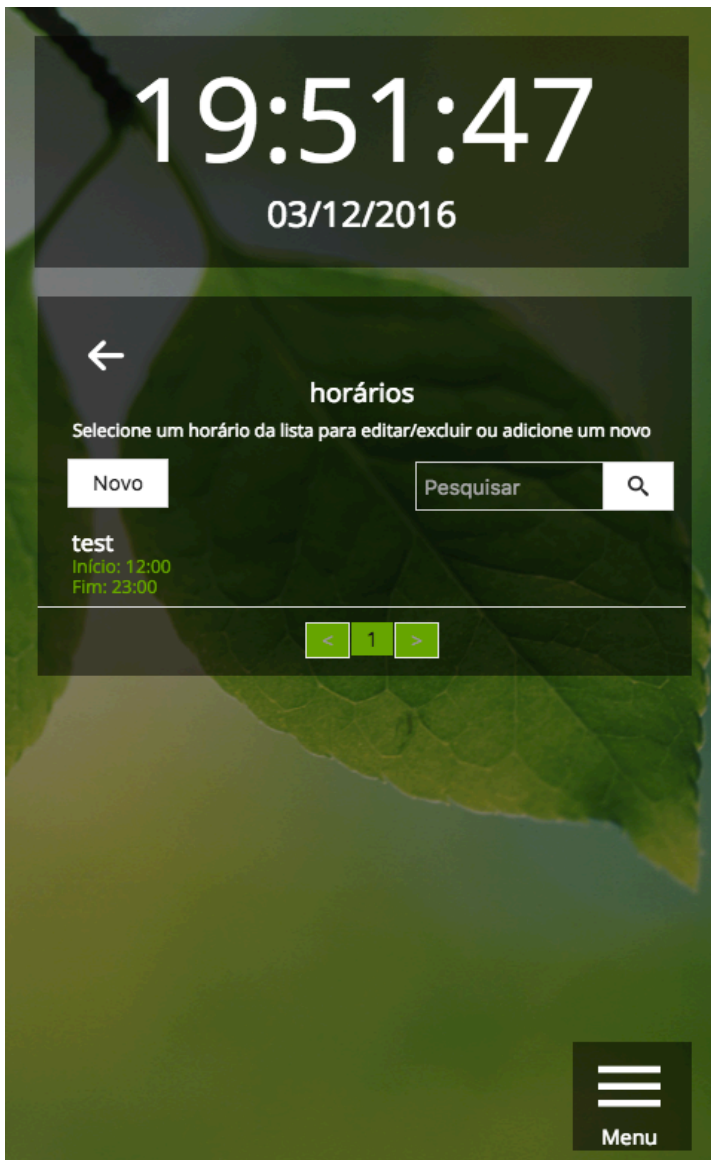 19:51:47
03/12/2016
horários
Selecione um horário da lista para editar/excluir ou adicione um novo
Novo
Pesquisar
test
Início: 12:00
Fim: 23:00
< 1 >
Menu